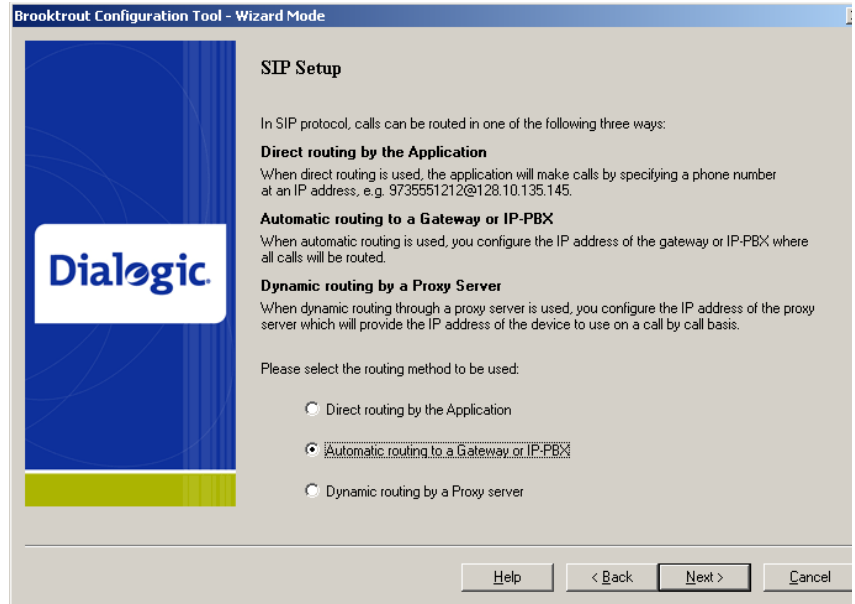 Brooktrout Configuration Tool - Wizard Mode
SIP Setup
In SIP protocol, calls can be routed in one of the following three ways:
Direct routing by the Application
When direct routing is used, the application will make calls by specifying a phone number
at an IP address, e.g. 9735551212@128.10.135.145.
Automatic routing to a Gateway or IP-PBX
When automatic routing is used, you configure the IP address of the gateway or IP-PBX where
all calls will be routed.
Dialogic.
Dynamic routing by a Proxy Server
When dynamic routing through a proxy server is used, you configure the IP address of the proxy
server which will provide the IP address of the device to use on a call by call basis.
Please select the routing method to be used:
Direct routing by the Application
Automatic routing to a Gateway or IP-PBX
Dynamic routing by a Proxy server
Help
< Back
Next >
Cancel